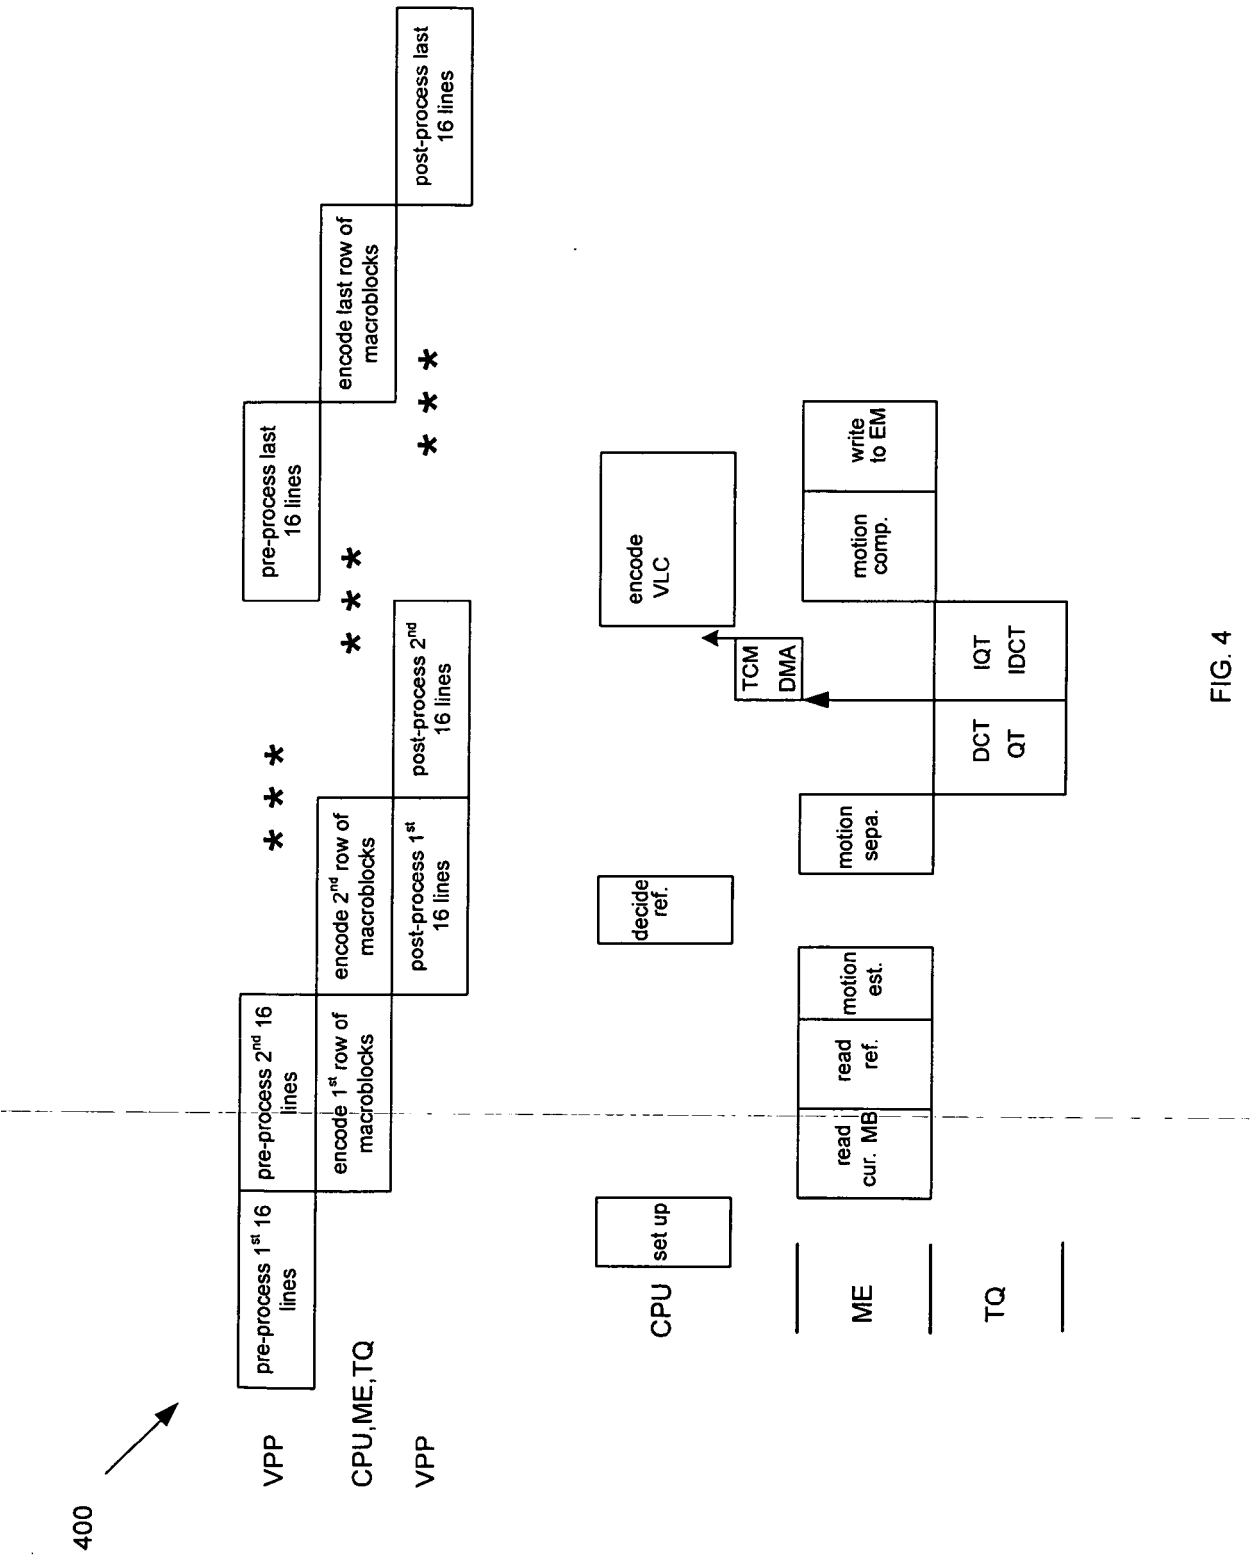 400
VPP
pre-process 1st 16
lines
pre-process 2nd 16
lines
* * *
pre-process last
16 lines
CPU,ME,TQ
encode 1st row of
macroblocks
encode 2nd row of
macroblocks
* * *
encode last row of
macroblocks
VPP
post-process 1st
16 lines
post-process 2nd
16 lines
* * *
post-process last
16 lines
CPU
set up
decide
ref.
encode
VLC
TCM
DMA
ME
read
cur. MB
read
ref.
motion
est.
motion
sepa.
motion
comp.
write
to EM
TQ
DCT
QT
IQT
IDCT
FIG. 4